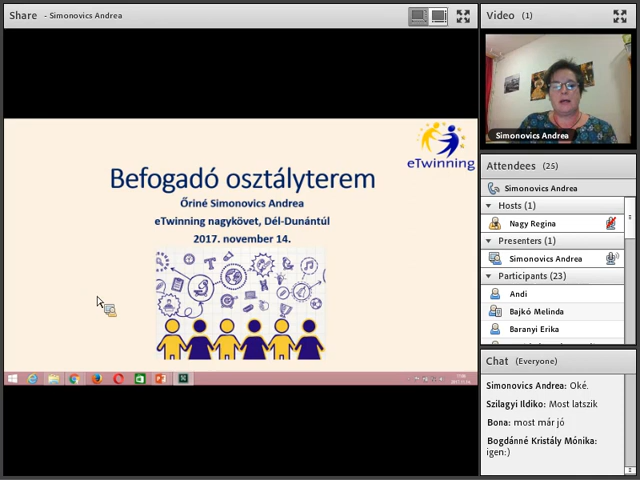 Share - Simonovics Andrea
eTwinning
Befogadó osztályterem
Őriné Simonovics Andrea
eTwinning nagykövet, Dél-Dunántúl
2017. november 14.
Video (1)
Simonovics Andrea
Attendees (25)
Simonovics Andrea
Hosts (1)
Nagy Regina
Presenters (1)
Simonovics Andrea
Participants (23)
Andi
Bajkó Melinda
Baranyi Erika
Chat (Everyone)
Simonovics Andrea: Oké.
Szilagyi Ildiko: Most latszik
Bona: most már jó
Bogdánné Kristály Mónika:
igen:)